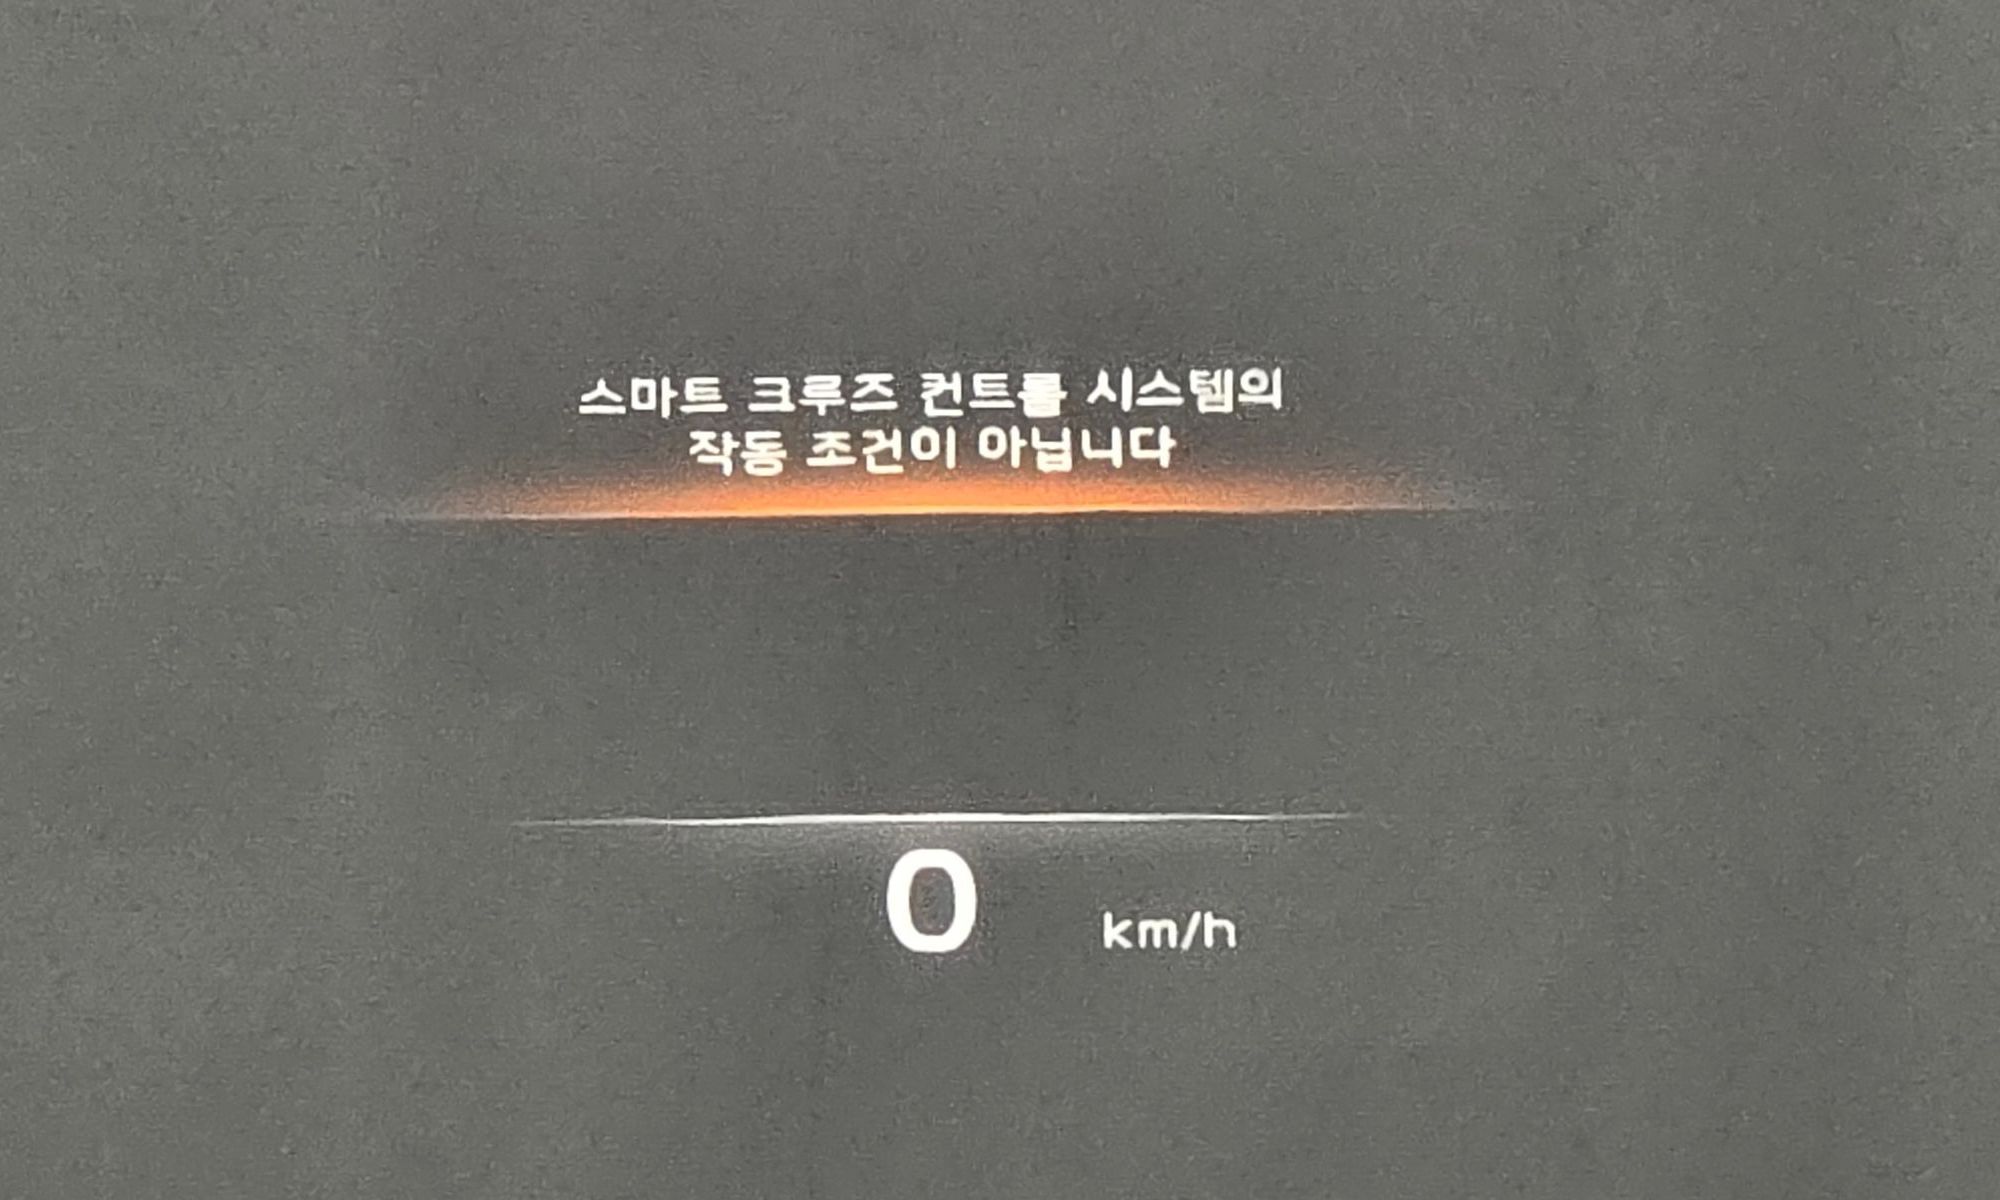 스마트 크루즈 컨트롤 시스템의
작동 조건이 아닙니다
0 km/h